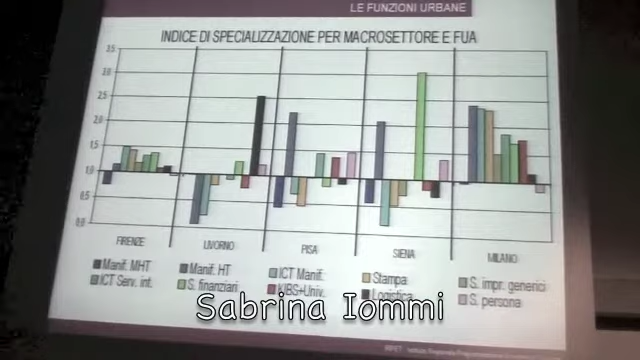 LE FUNZIONI URBANE
INDICE DI SPECIALIZZAZIONE PER MACROSETTORE E FUA
3.5
3.0
2.5
2.0
1.5
1.0
0.5
0.0
FIRENZE LIVORNO PISA SIENA MILANO
Manif. MHT Manif. HT ICT Manif. Stampa S. impr. generici
ICT Serv. int. S. finanziari KIBS+Univ. Logistica S. persona
Sabrina Iommi